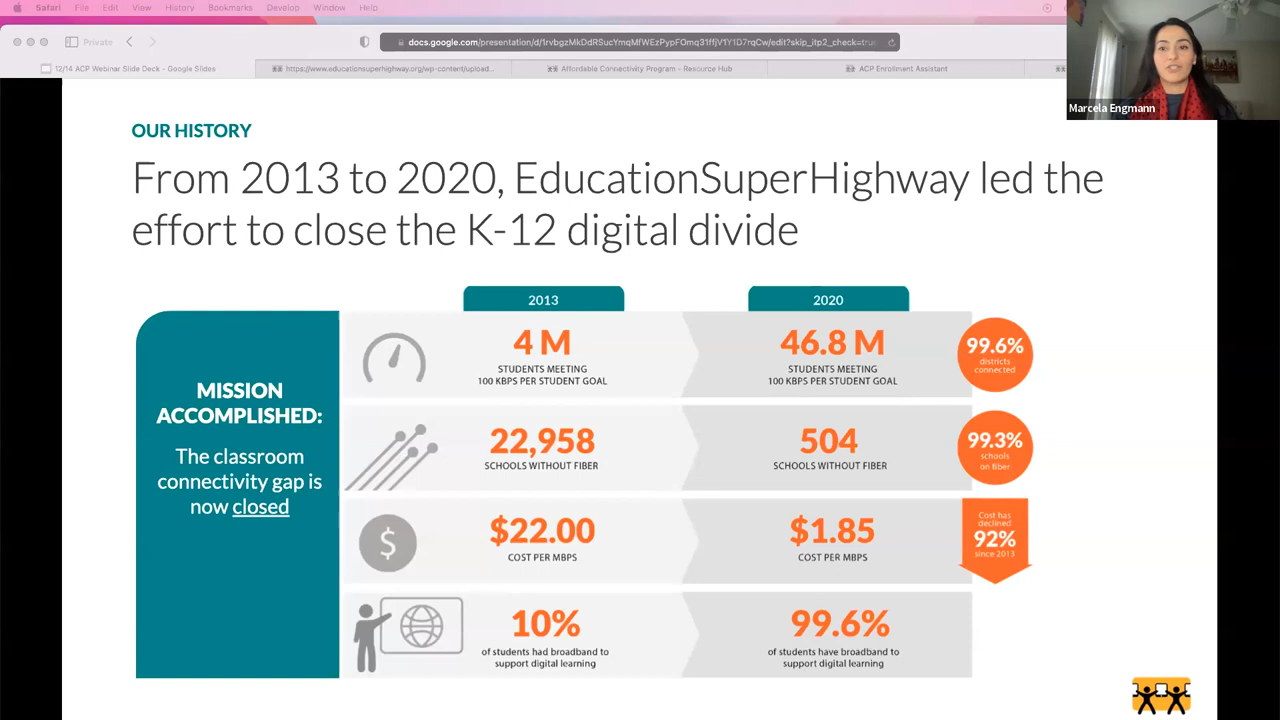 Safari File Edit View History Bookmarks Develop Window Help
Private
docs.google.com/presentation/d/1rvbgzMkDdRSucYmqMfWEzPypFOmq31ffjV1Y1D7rqCw/edit?skip_itp2_check=tru...
12/14 ACP Webinar Slide Deck - Google Slides
https://www.educationsuperhighway.org/wp-content/upload...
Affordable Connectivity Program - Resource Hub
ACP Enrollment Assistant
Marcela Engmann
OUR HISTORY
From 2013 to 2020, EducationSuperHighway led the
effort to close the K-12 digital divide
2013
2020
MISSION
ACCOMPLISHED:
The classroom
connectivity gap is
now closed
4 M
STUDENTS MEETING
100 KBPS PER STUDENT GOAL
46.8 M
STUDENTS MEETING
100 KBPS PER STUDENT GOAL
99.6%
districts
connected
22,958
SCHOOLS WITHOUT FIBER
504
SCHOOLS WITHOUT FIBER
99.3%
schools
on fiber
$
$22.00
COST PER MBPS
$1.85
COST PER MBPS
Cost has
declined
92%
since 2013
10%
of students had broadband to
support digital learning
99.6%
of students have broadband to
support digital learning